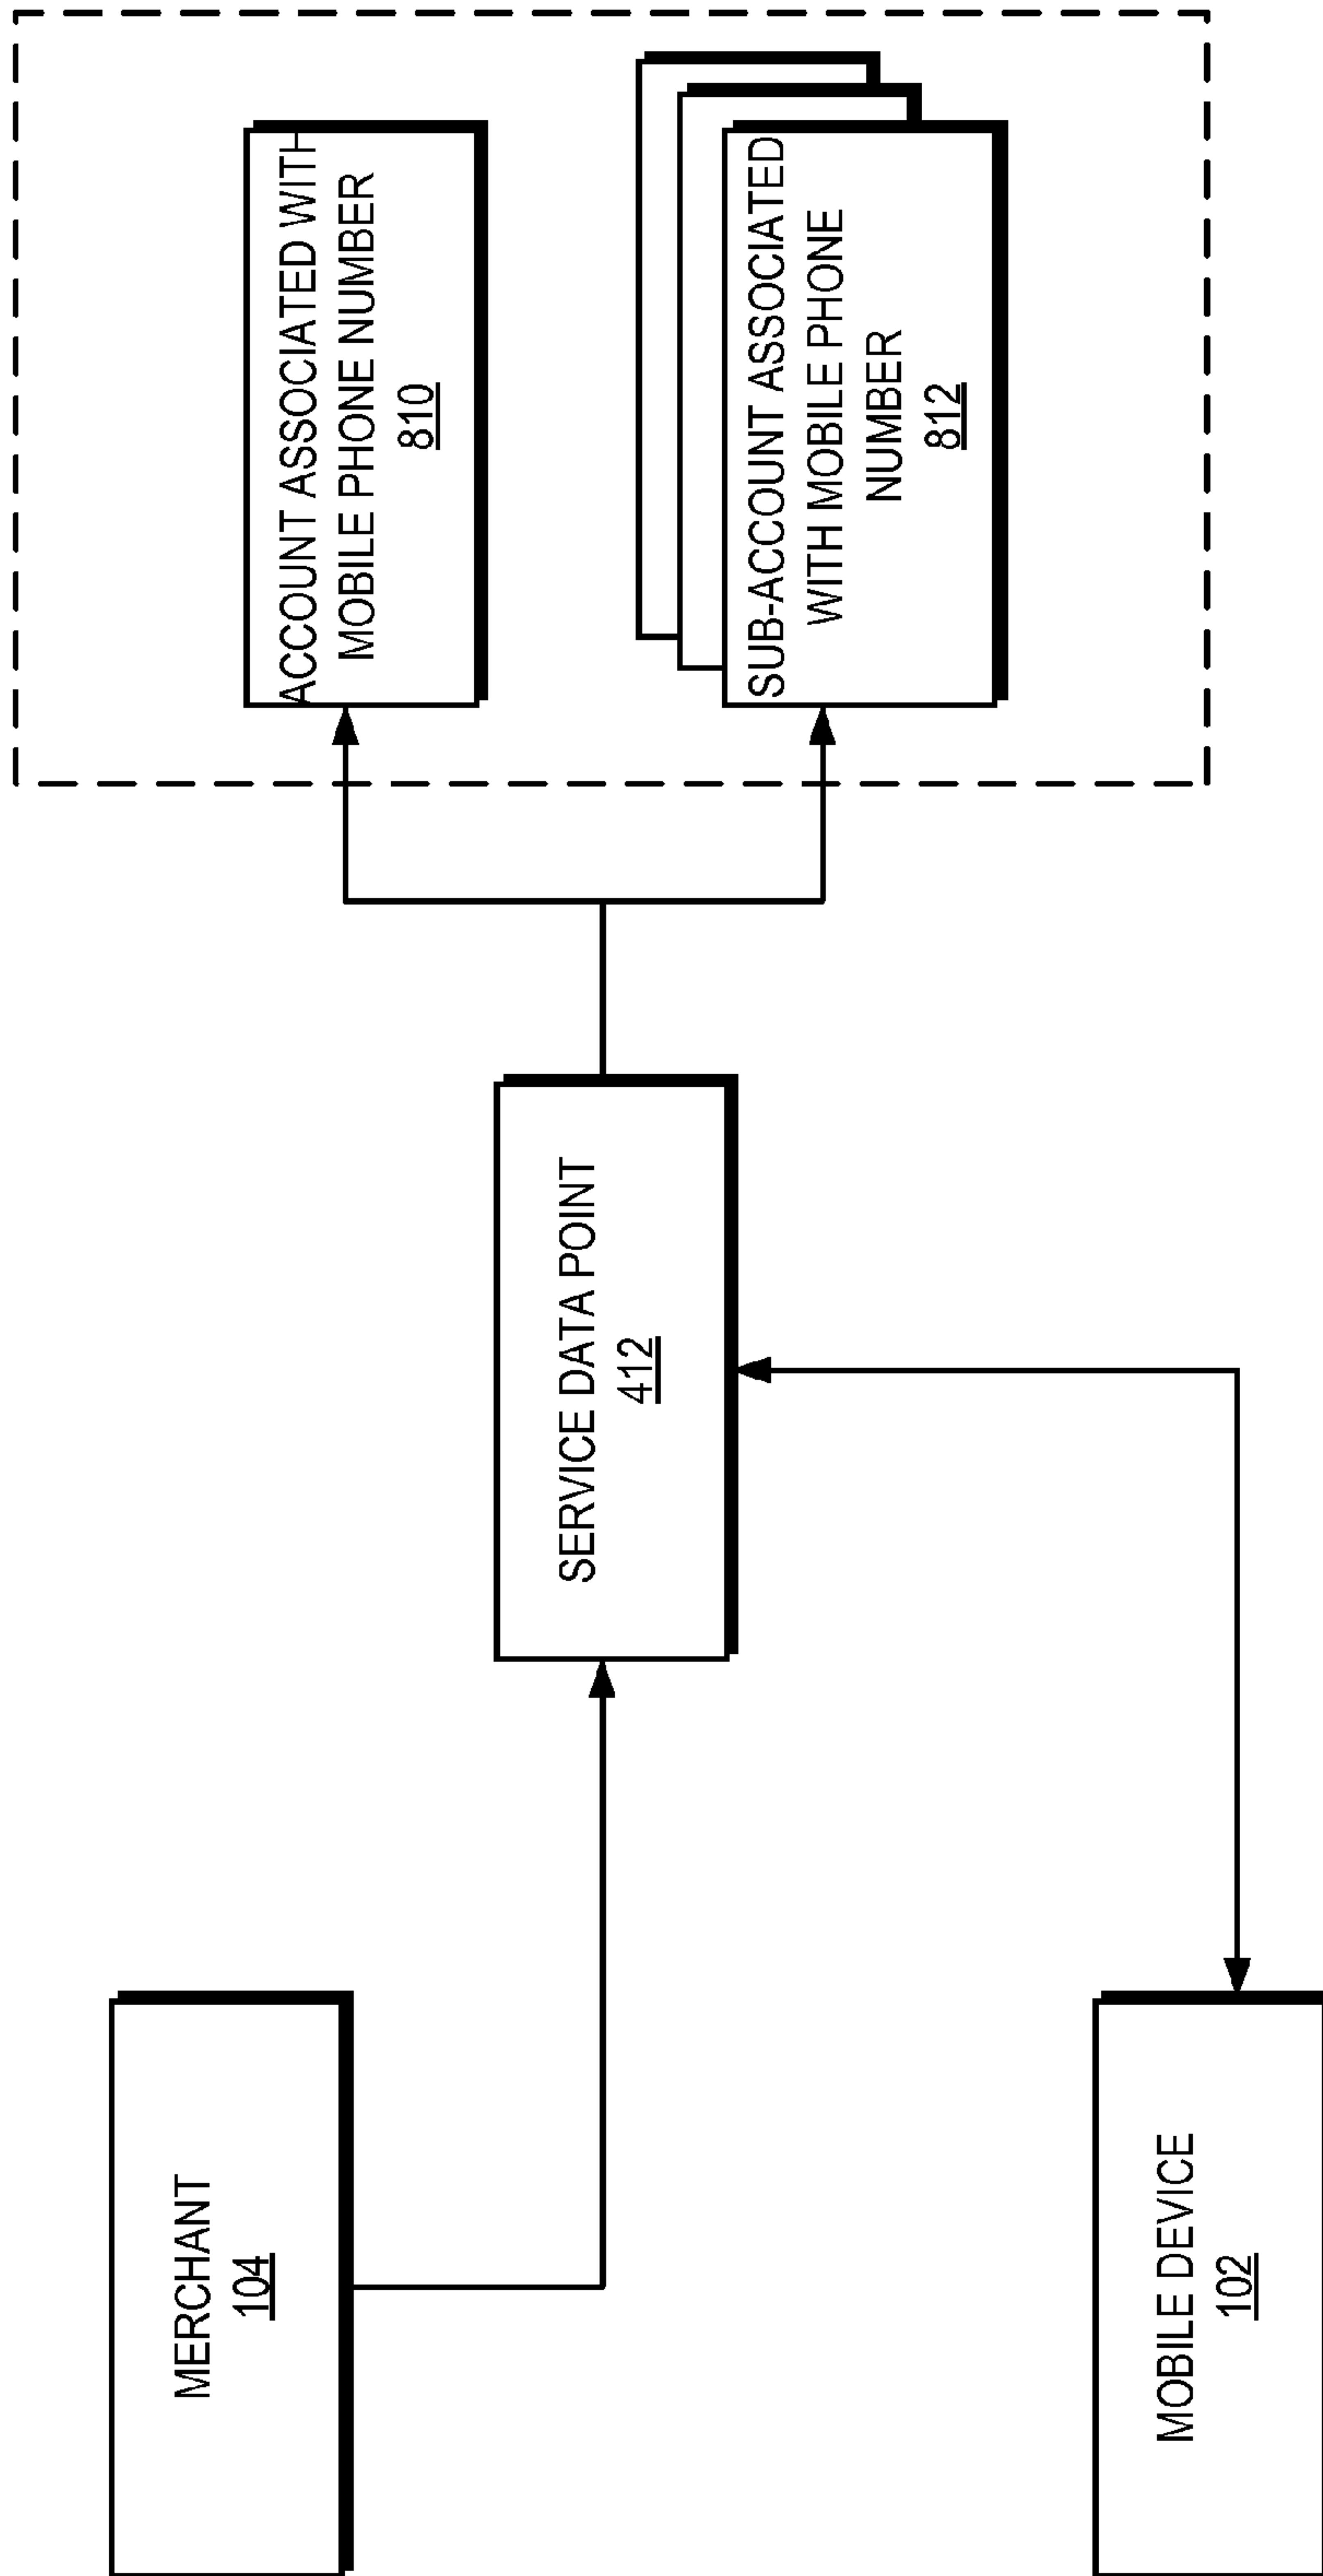 MERCHANT
104
MOBILE DEVICE
102
SERVICE DATA POINT
412
ACCOUNT ASSOCIATED WITH
MOBILE PHONE NUMBER
810
SUB-ACCOUNT ASSOCIATED
WITH MOBILE PHONE
NUMBER
812